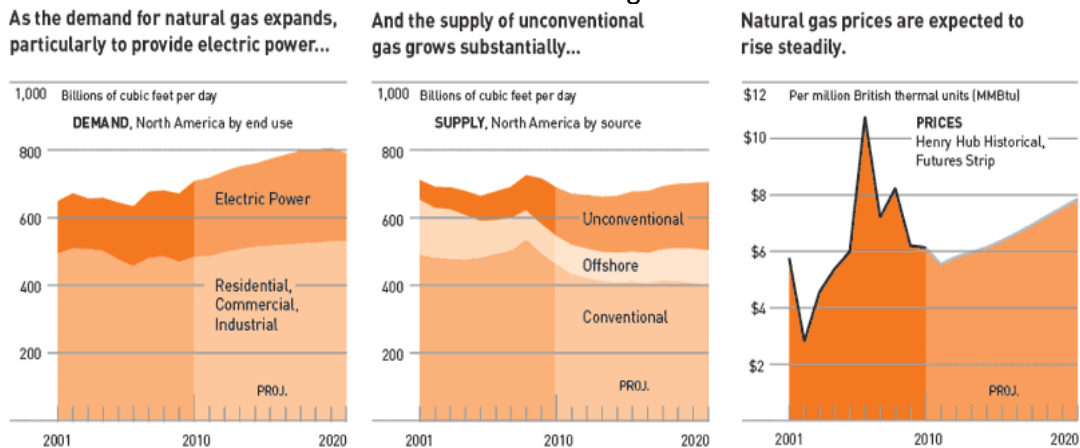 As the demand for natural gas expands,
particularly to provide electric power...
1,000 Billions of cubic feet per day
DEMAND, North America by end use
800
600
400
200
Electric Power
Residential,
Commercial,
Industrial
PROJ.
2001 2010 2020
And the supply of unconventional
gas grows substantially...
1,000 Billions of cubic feet per day
SUPPLY, North America by source
800
600
400
200
Unconventional
Offshore
Conventional
PROJ.
2001 2010 2020
Natural gas prices are expected to
rise steadily.
$12 Per million British thermal units (MMBtu)
PRICES
Henry Hub Historical,
Futures Strip
$10
$8
$6
$4
$2
PROJ.
2001 2010 2020